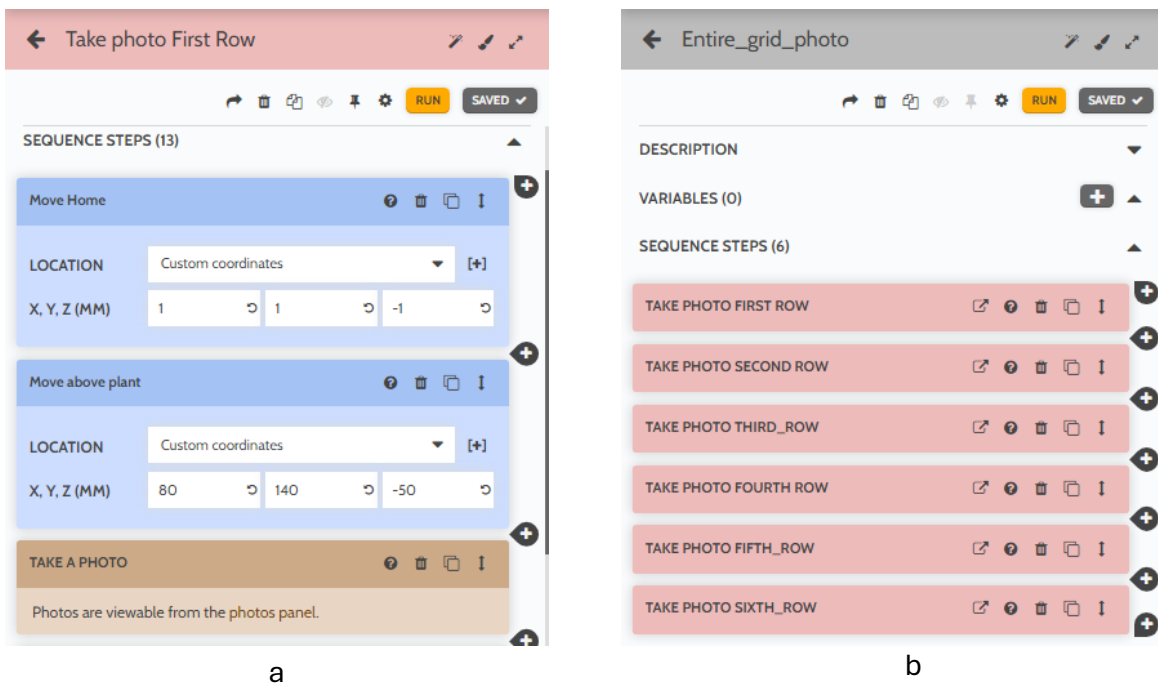 Take photo First Row
RUN
SAVED
SEQUENCE STEPS (13)
Move Home
LOCATION
Custom coordinates
[+]
X, Y, Z (MM)
1
1
-1
Move above plant
LOCATION
Custom coordinates
[+]
X, Y, Z (MM)
80
140
-50
TAKE A PHOTO
Photos are viewable from the photos panel.
a
Entire_grid_photo
RUN
SAVED
DESCRIPTION
VARIABLES (0)
SEQUENCE STEPS (6)
TAKE PHOTO FIRST ROW
TAKE PHOTO SECOND ROW
TAKE PHOTO THIRD_ROW
TAKE PHOTO FOURTH ROW
TAKE PHOTO FIFTH_ROW
TAKE PHOTO SIXTH_ROW
b